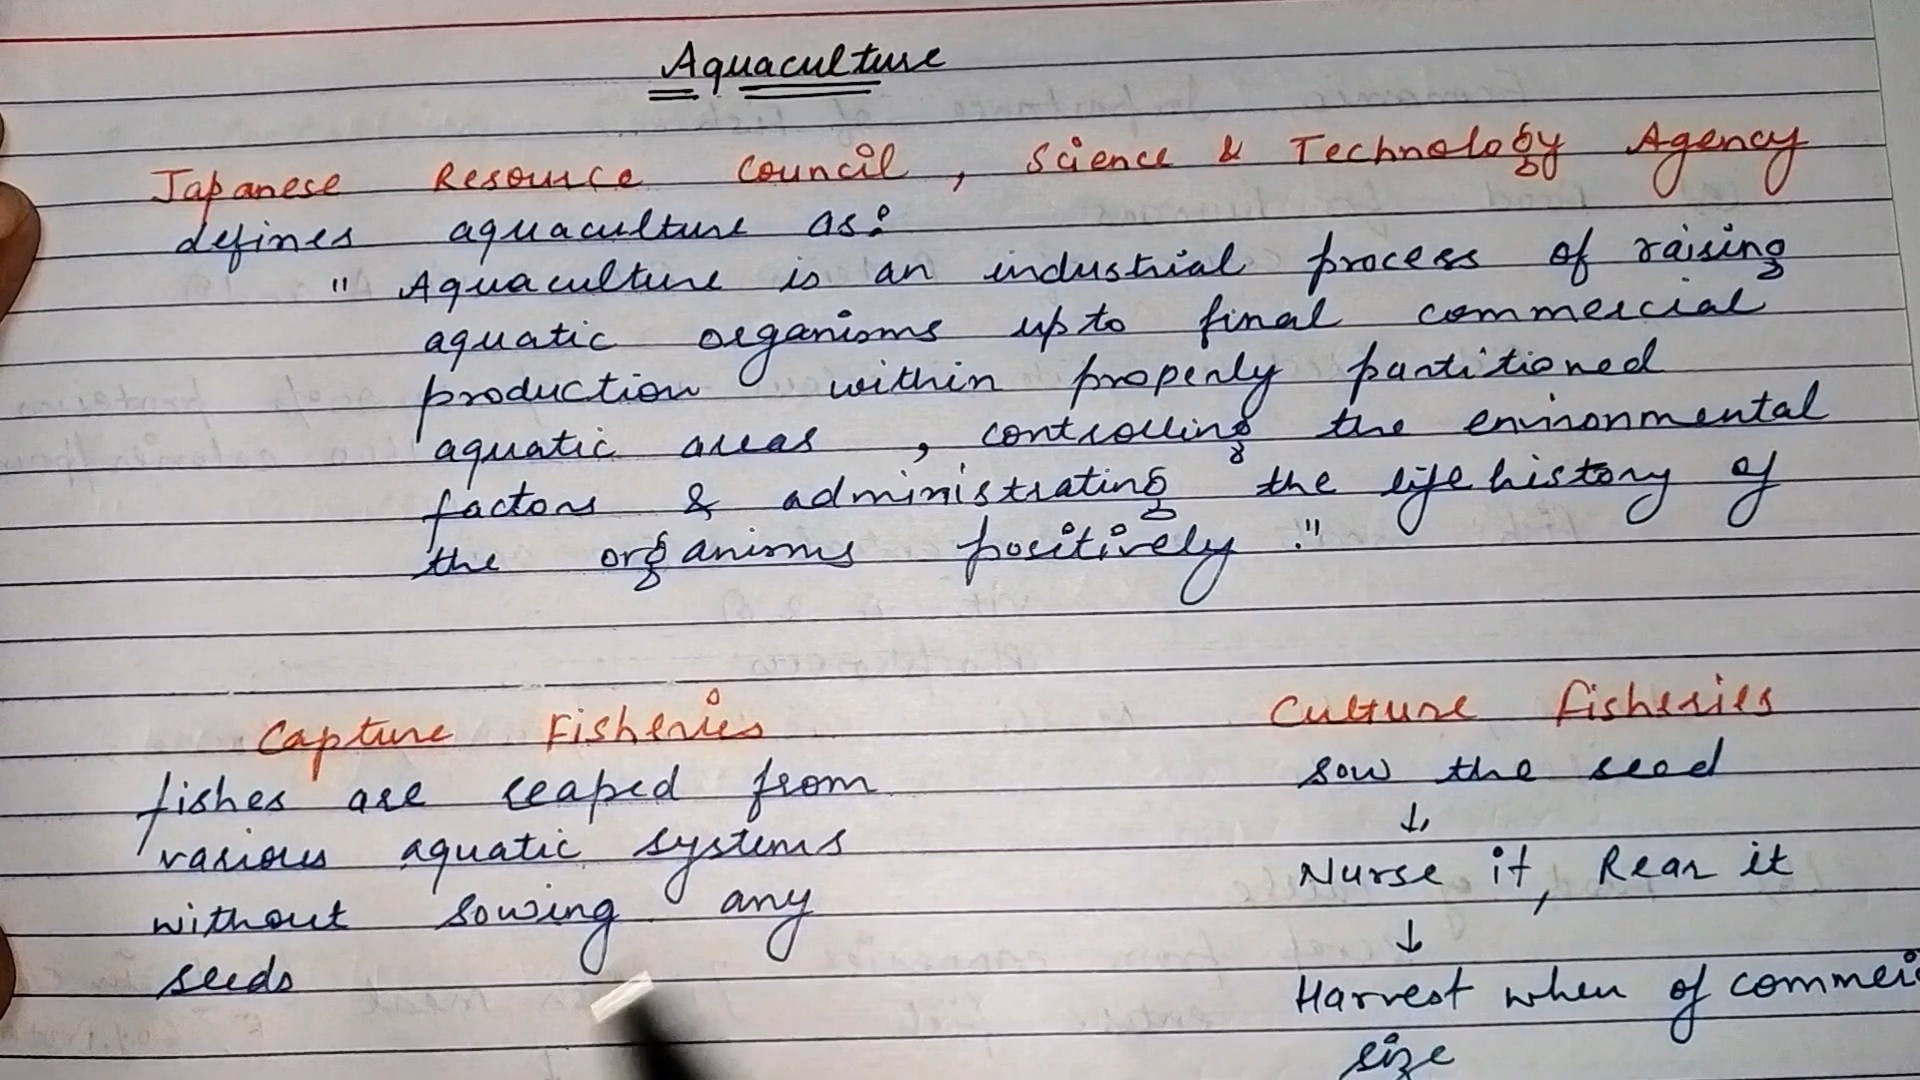 Aquaculture
Japanese Resource Council, Science & Technology Agency
defines aquaculture as:
" Aquaculture is an industrial process of raising
aquatic organisms upto final commercial
production within properly partitioned
aquatic areas, controlling the environmental
factors & administrating the life history of
the organisms positively."
Capture Fisheries
fishes are reaped from
various aquatic systems
without sowing any
seeds
Culture Fisheries
Sow the seed
↓
Nurse it, Rear it
↓
Harvest when of commerci
size